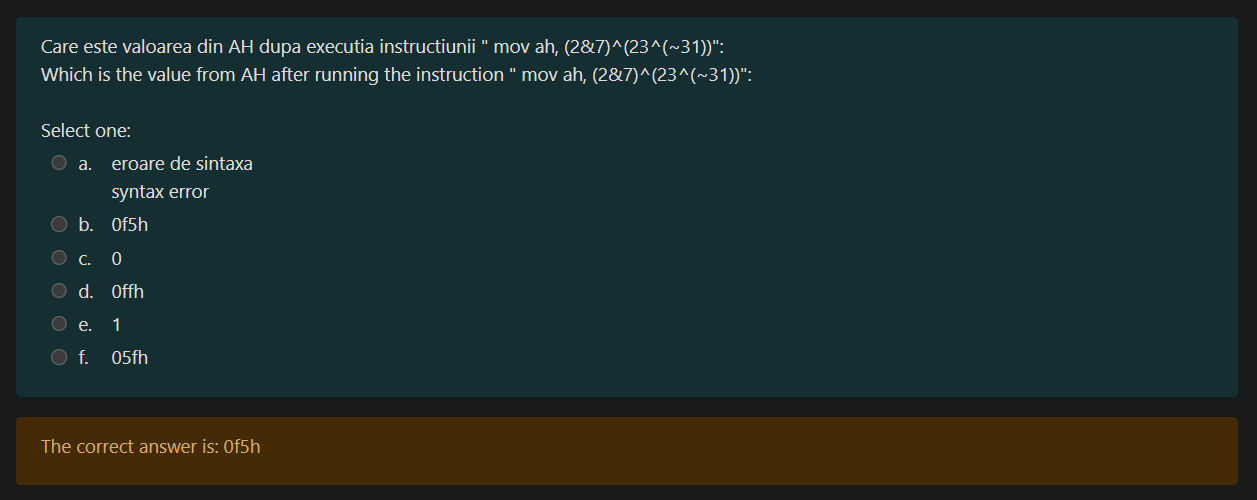 Care este valoarea din AH dupa executia instructiunii " mov ah, (2&7)^(23^(~31))":
Which is the value from AH after running the instruction " mov ah, (2&7)^(23^(~31))":
Select one:
a. eroare de sintaxa
syntax error
b. 0f5h
c. 0
d. 0ffh
e. 1
f. 05fh
The correct answer is: 0f5h